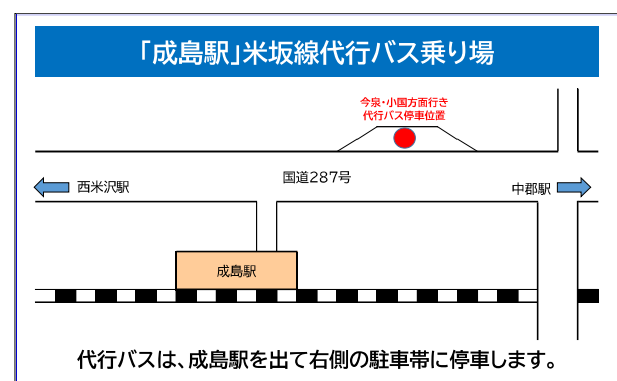 「成島駅」米坂線代行バス乗り場
今泉・小国方面行き
代行バス停車位置
国道287号
西米沢駅
中郡駅
成島駅
代行バスは、成島駅を出て右側の駐車帯に停車します。